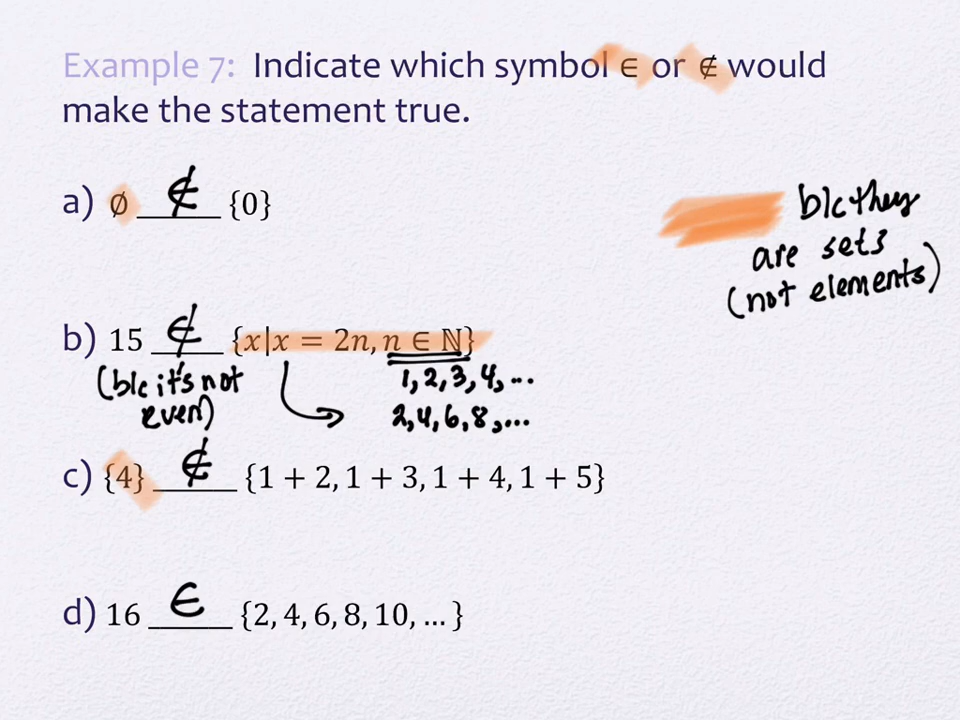 Example 7: Indicate which symbol ∈ or ∉ would
make the statement true.
a) ∅ ∉ {0}
blc they
are sets
(not elements)
b) 15 ∉ {x|x = 2n, n ∈ ℕ}
(blc it's not
even)
1, 2, 3, 4, ...
2, 4, 6, 8, ...
c) {4} ∉ {1 + 2, 1 + 3, 1 + 4, 1 + 5}
d) 16 ∈ {2, 4, 6, 8, 10, … }